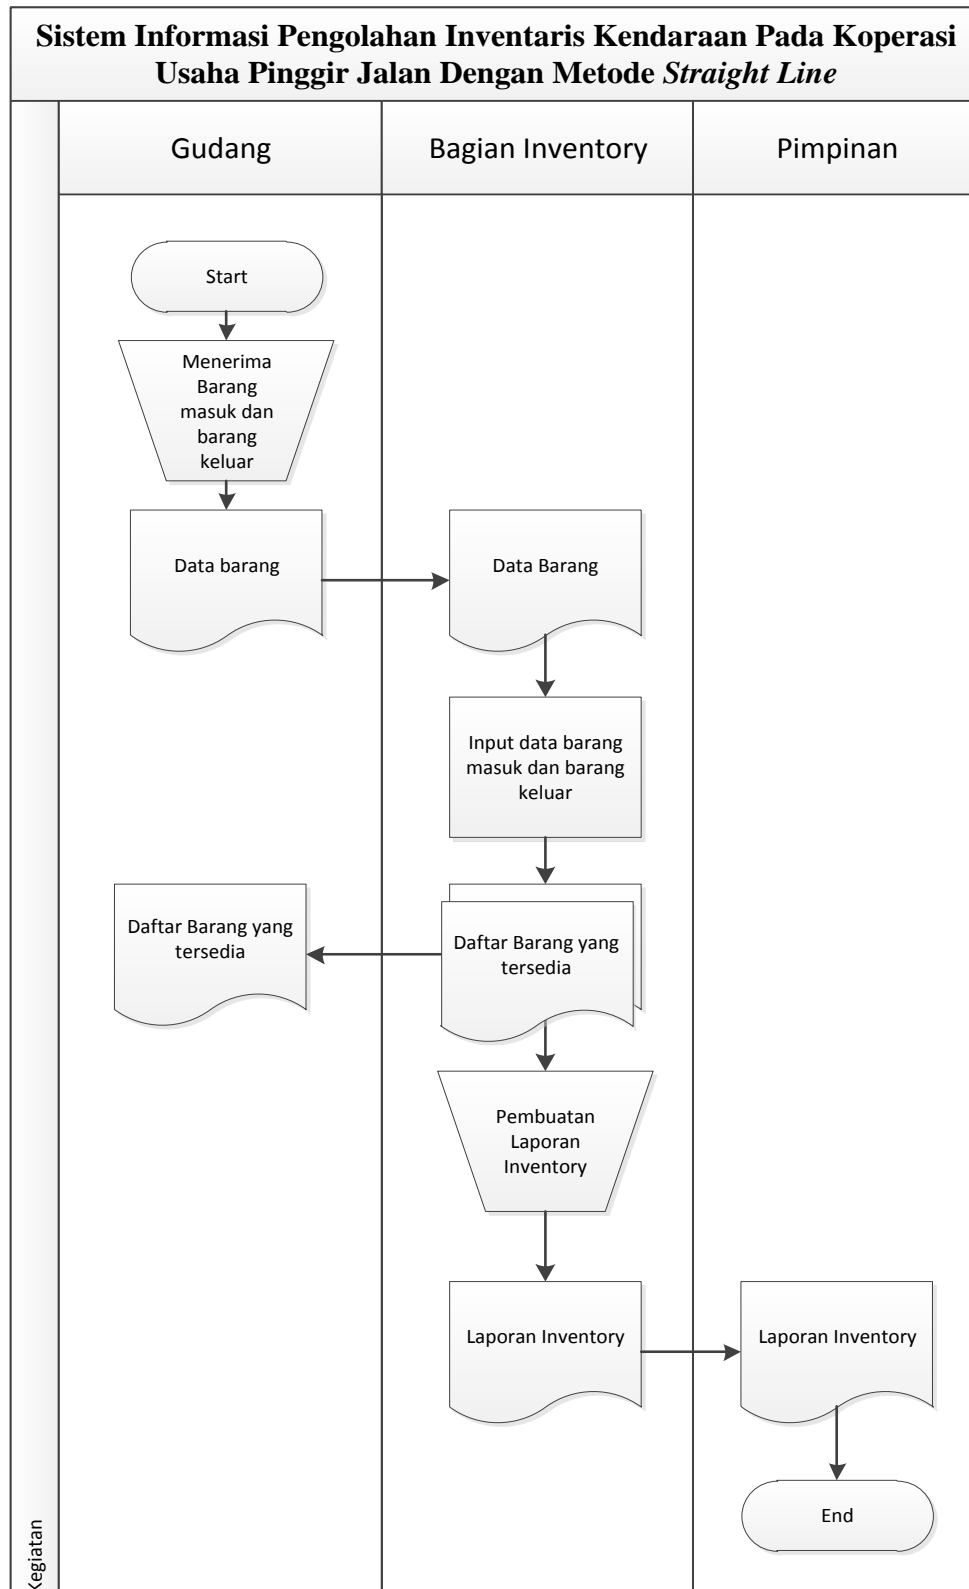 Sistem Informasi Pengolahan Inventaris Kendaraan Pada Koperasi
Usaha Pinggir Jalan Dengan Metode Straight Line
Gudang
Bagian Inventory
Pimpinan
Start
Menerima
Barang
masuk dan
barang
keluar
Data barang
Data Barang
Input data barang
masuk dan barang
keluar
Daftar Barang yang
tersedia
Daftar Barang yang
tersedia
Pembuatan
Laporan
Inventory
Laporan Inventory
Laporan Inventory
End
Kegiatan